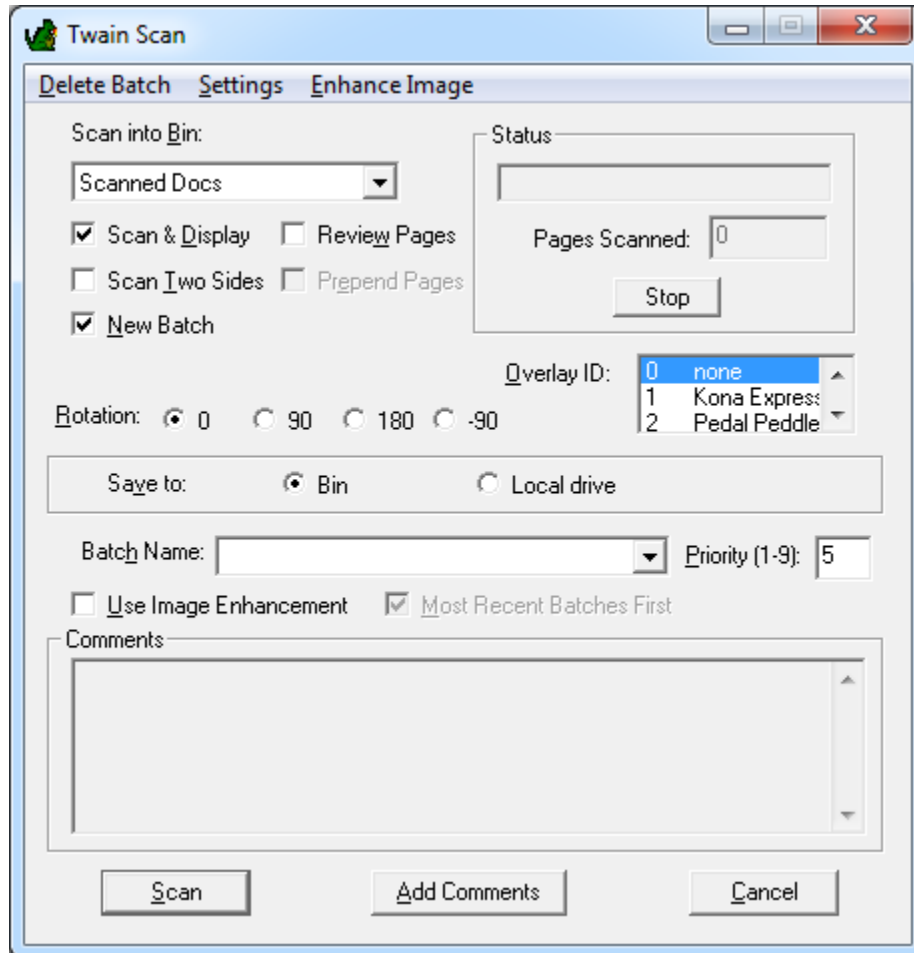 Twain Scan
Delete Batch Settings Enhance Image
Scan into Bin:
Scanned Docs
Scan & Display Review Pages
Scan Two Sides Prepend Pages
New Batch
Status
Pages Scanned: 0
Stop
Overlay ID:
0 none
1 Kona Express
2 Pedal Peddle
Rotation: 0 90 180 -90
Save to: Bin Local drive
Batch Name: Priority (1-9): 5
Use Image Enhancement Most Recent Batches First
Comments
Scan Add Comments Cancel